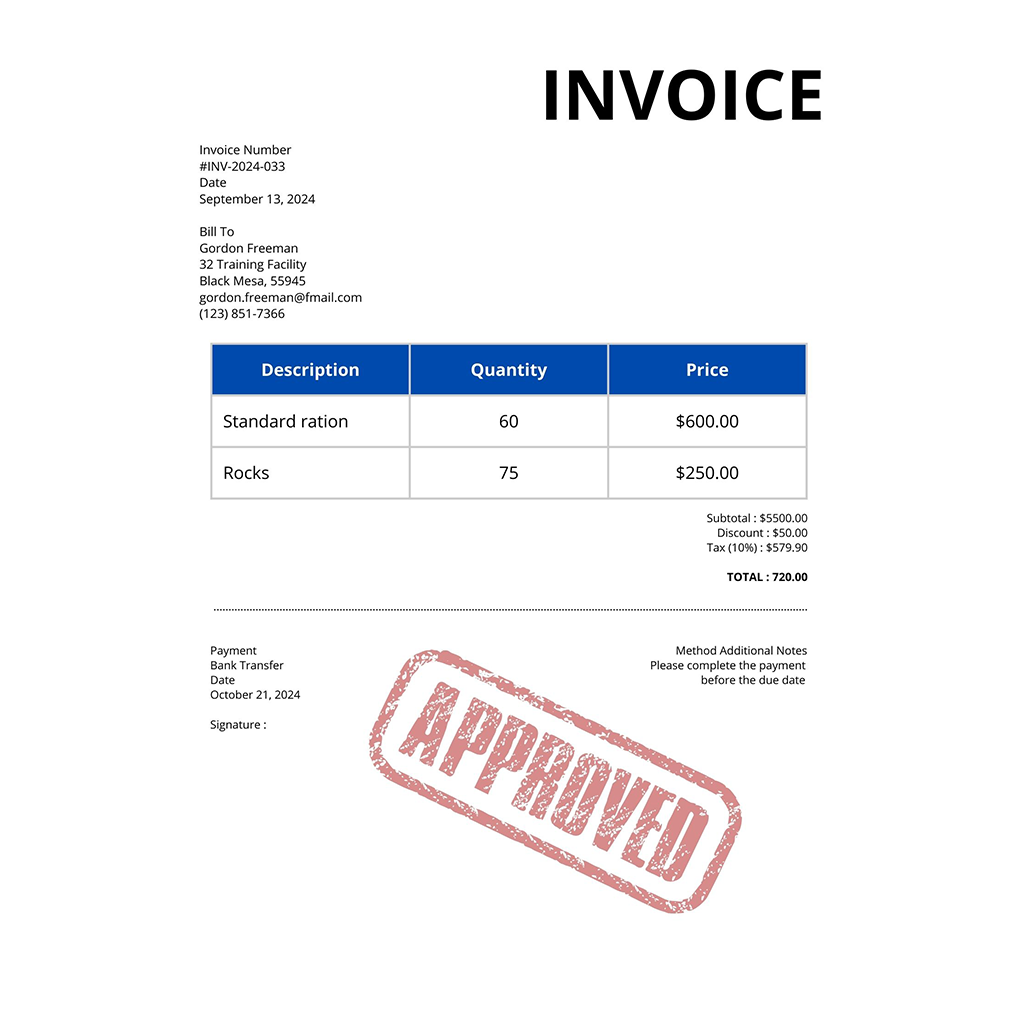 INVOICE
Invoice Number
#INV-2024-033
Date
September 13, 2024
Bill To
Gordon Freeman
32 Training Facility
Black Mesa, 55945
gordon.freeman@fmail.com
(123) 851-7366
Description Quantity Price
Standard ration 60 $600.00
Rocks 75 $250.00
Subtotal : $5500.00
Discount : $50.00
Tax (10%) : $579.90
TOTAL : 720.00
Payment
Bank Transfer
Date
October 21, 2024
Signature :
Method Additional Notes
Please complete the payment
before the due date
APPROVED